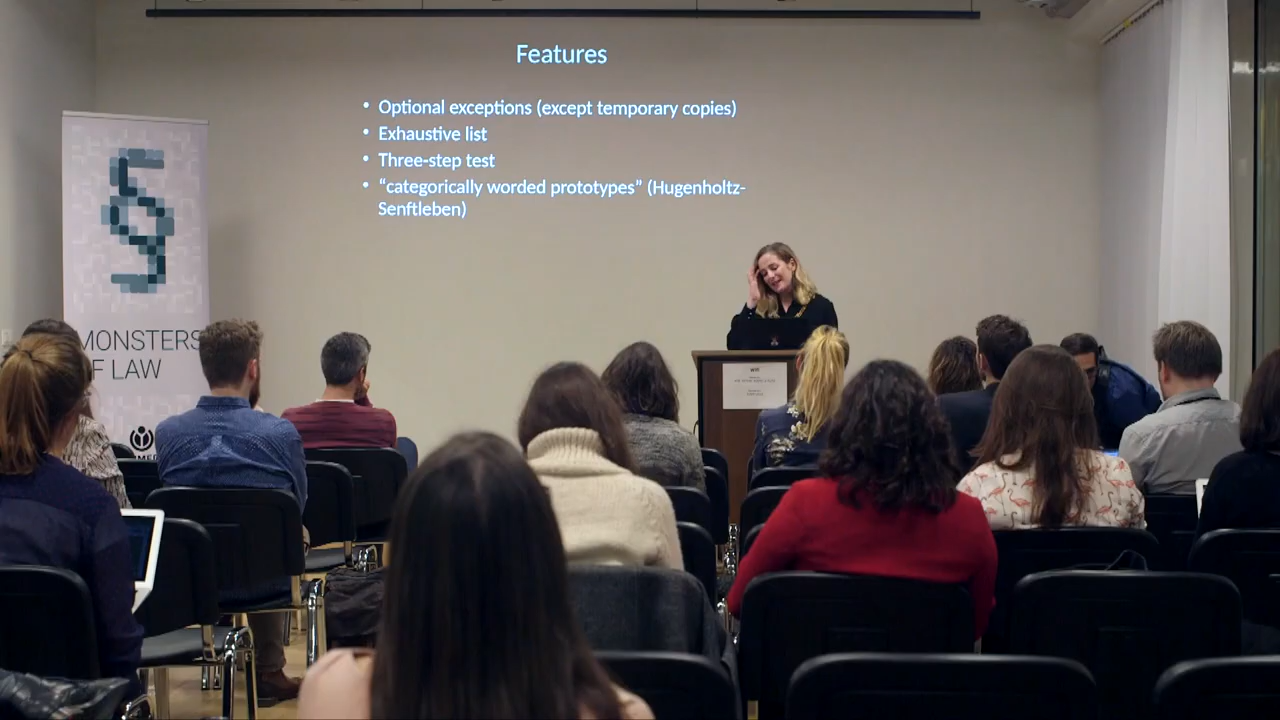 Features
• Optional exceptions (except temporary copies)
• Exhaustive list
• Three-step test
• “categorically worded prototypes” (Hugenholtz-
Senftleben)
§
MONSTERS
F LAW